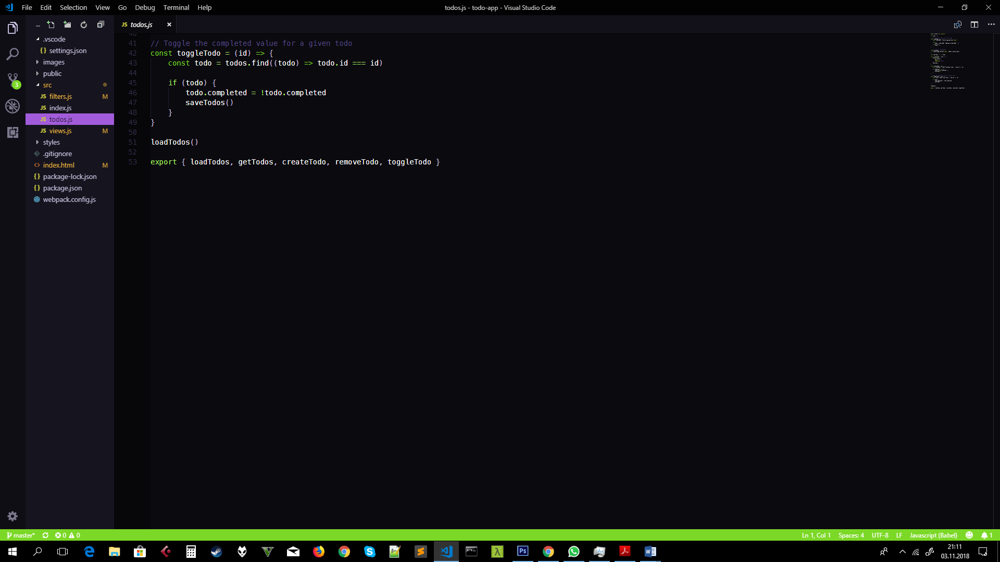 File Edit Selection View Go Debug Terminal Help
todos.js - todo-app - Visual Studio Code
...
JS todos.js
.vscode
{} settings.json
images
public
src
JS filters.js M
JS index.js
JS todos.js
JS views.js M
styles
.gitignore
<> index.html M
{} package-lock.json
{} package.json
webpack.config.js
3
40
41 // Toggle the completed value for a given todo
42 const toggleTodo = (id) => {
43 const todo = todos.find((todo) => todo.id === id)
44
45 if (todo) {
46 todo.completed = !todo.completed
47 saveTodos()
48 }
49 }
50
51 loadTodos()
52
53 export { loadTodos, getTodos, createTodo, removeTodo, toggleTodo }
master* 0 0
Ln 1, Col 1 Spaces: 4 UTF-8 LF Javascript (Babel) 1
Ps
21:11
03.11.2018